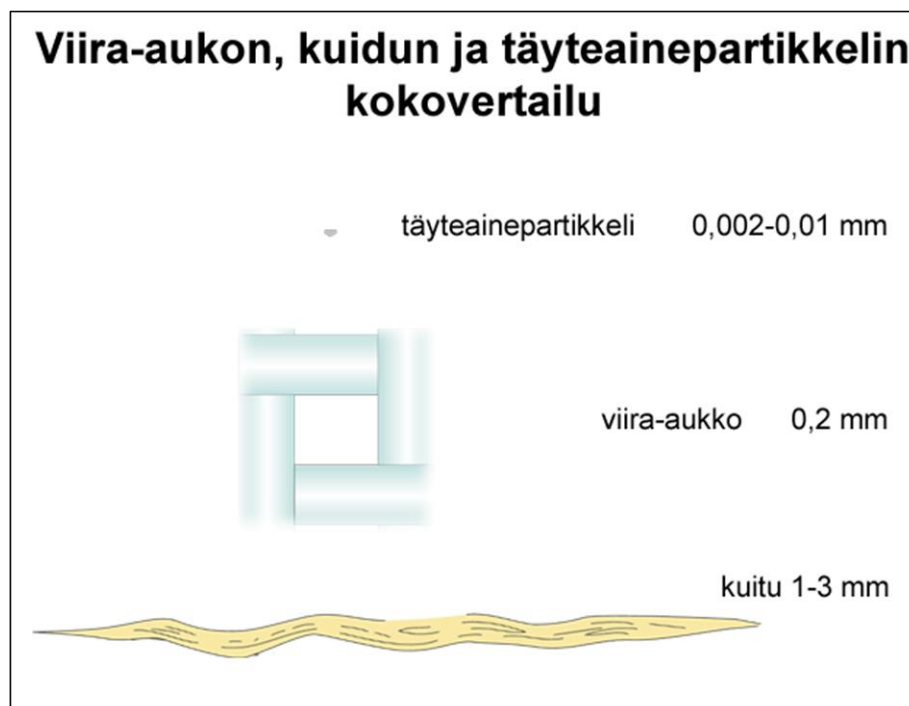 Viira-aukon, kuidun ja täyteainepartikkelin
kokovertailu
täyteainepartikkeli 0,002-0,01 mm
viira-aukko 0,2 mm
kuitu 1-3 mm